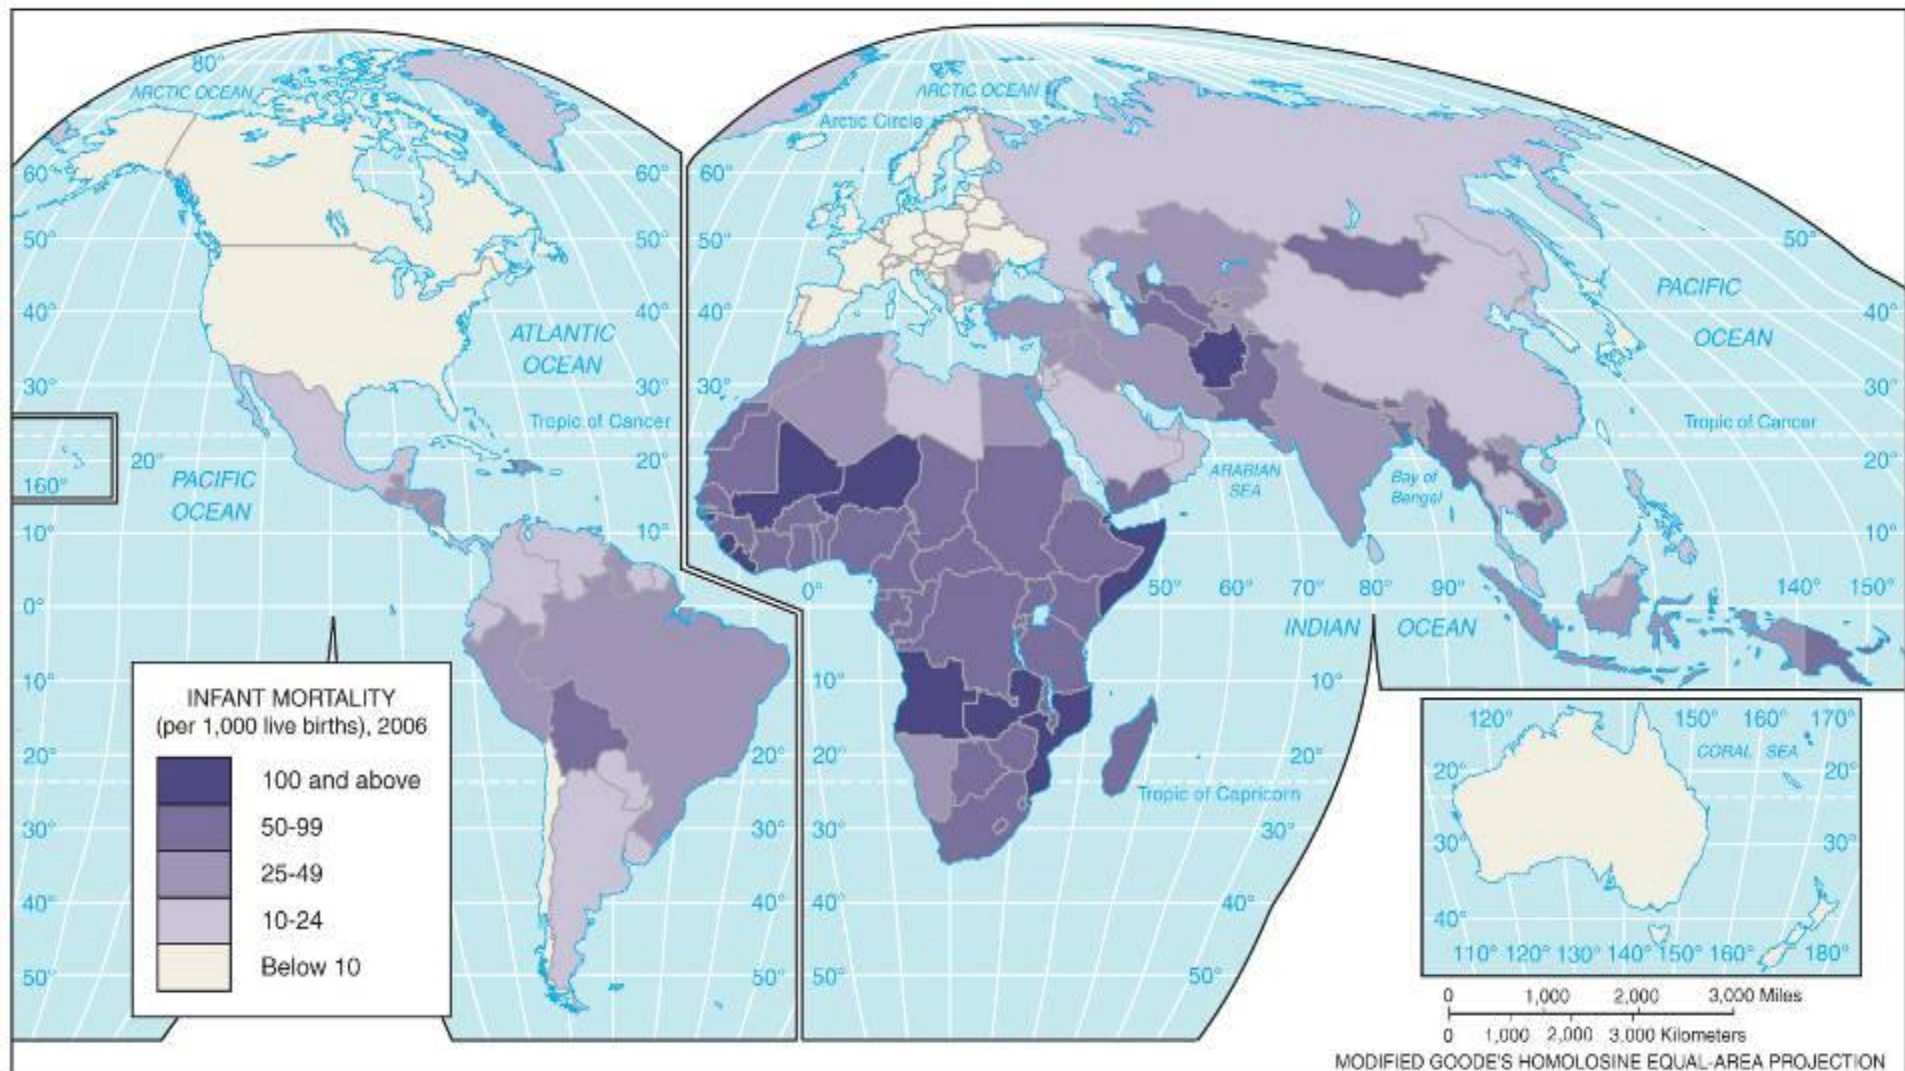 80°
ARCTIC OCEAN
ARCTIC OCEAN
Arctic Circle
60°
60°
60°
50°
50°
50°
50°
40°
40°
40°
40°
ATLANTIC
OCEAN
PACIFIC
OCEAN
30°
30°
30°
30°
Tropic of Cancer
Tropic of Cancer
20°
20°
20°
160°
PACIFIC
OCEAN
ARABIAN
SEA
Bay of
Bengel
10°
10°
10°
0°
0°
50°
60°
70°
80°
90°
140°
150°
INDIAN
OCEAN
10°
10°
10°
20°
20°
20°
20°
Tropic of Capricorn
30°
30°
30°
30°
40°
40°
40°
40°
50°
50°
50°
50°
INFANT MORTALITY
(per 1,000 live births), 2006
100 and above
50-99
25-49
10-24
Below 10
120°
150°
160°
170°
CORAL SEA
20°
20°
30°
30°
40°
110°
120°
130°
140°
150°
160°
180°
0
1,000
2,000
3,000 Miles
0
1,000
2,000
3,000 Kilometers
MODIFIED GOODE'S HOMOLOSINE EQUAL-AREA PROJECTION